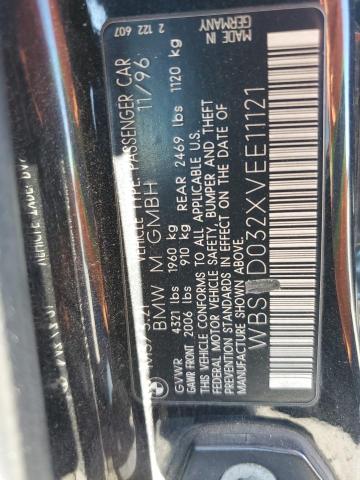 VEHICLE TYPE PASSENGER CAR
BMW M GMBH 11/96
GVWR 4321 lbs 1960 kg
GAWR FRONT 2006 lbs 910 kg REAR 2469 lbs 1120 kg
THIS VEHICLE CONFORMS TO ALL APPLICABLE
FEDERAL MOTOR VEHICLE SAFETY, BUMPER AND THEFT
PREVENTION STANDARDS IN EFFECT ON THE DATE OF
MANUFACTURE SHOWN ABOVE
D032XVEE11121
2 122 607
MADE IN
GERMANY